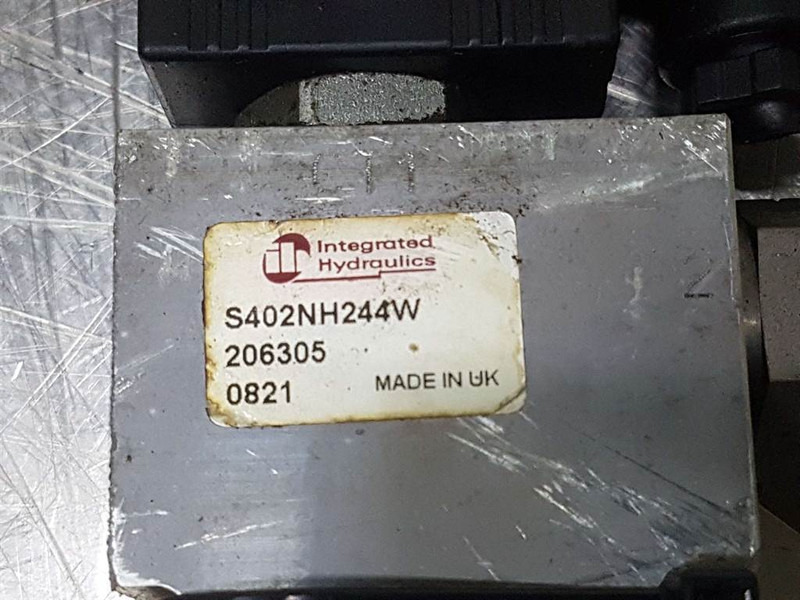 Integrated
Hydraulics
S402NH244W
206305
0821 MADE IN UK